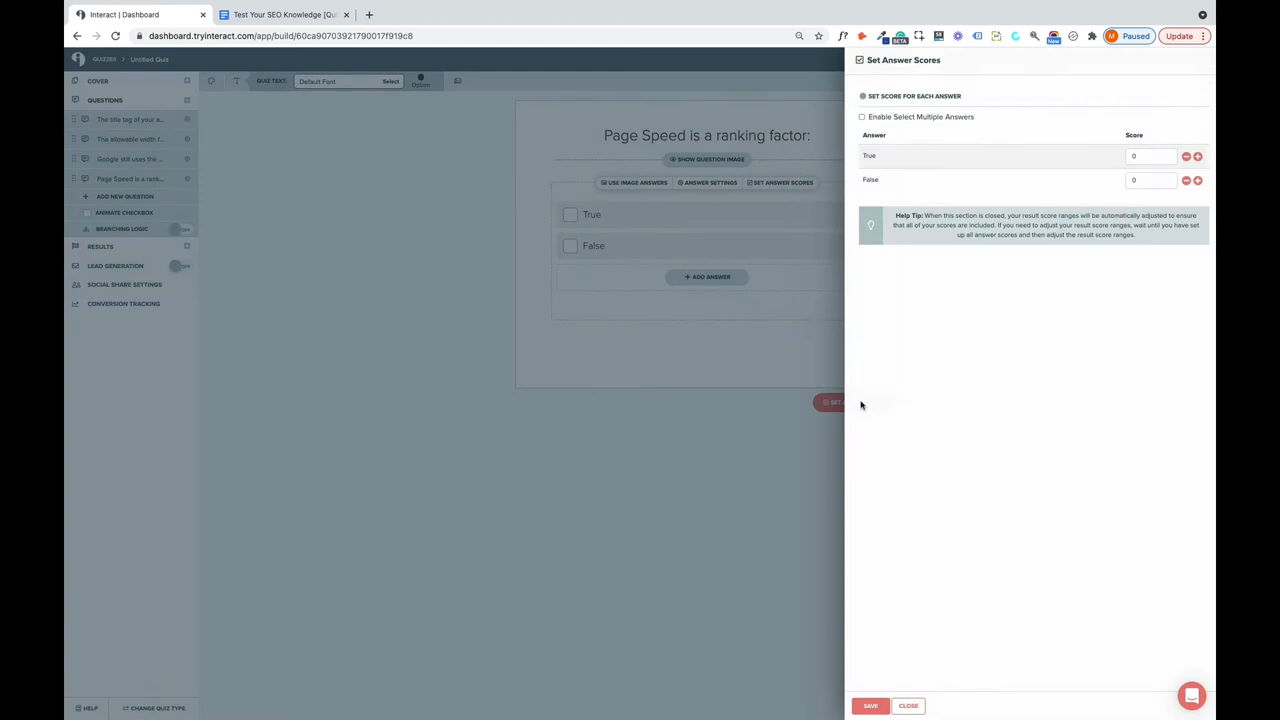 Interact | Dashboard
Test Your SEO Knowledge [Qu
dashboard.tryinteract.com/app/build/60ca90703921790017f919c8
BETA
New
M Paused
Update
QUIZZES > Untitled Quiz
COVER
QUESTIONS
The title tag of your a...
The allowable width f...
Google still uses the ...
Page Speed is a rank...
ADD NEW QUESTION
ANIMATE CHECKBOX
BRANCHING LOGIC OFF
RESULTS
LEAD GENERATION OFF
SOCIAL SHARE SETTINGS
CONVERSION TRACKING
HELP
CHANGE QUIZ TYPE
QUIZ TEXT: Default Font Select
Option
Page Speed is a ranking factor:
SHOW QUESTION IMAGE
USE IMAGE ANSWERS ANSWER SETTINGS SET ANSWER SCORES
True
False
+ ADD ANSWER
SET
Set Answer Scores
SET SCORE FOR EACH ANSWER
Enable Select Multiple Answers
Answer Score
True 0
False 0
Help Tip: When this section is closed, your result score ranges will be automatically adjusted to ensure
that all of your scores are included. If you need to adjust your result score ranges, wait until you have set
up all answer scores and then adjust the result score ranges.
SAVE CLOSE